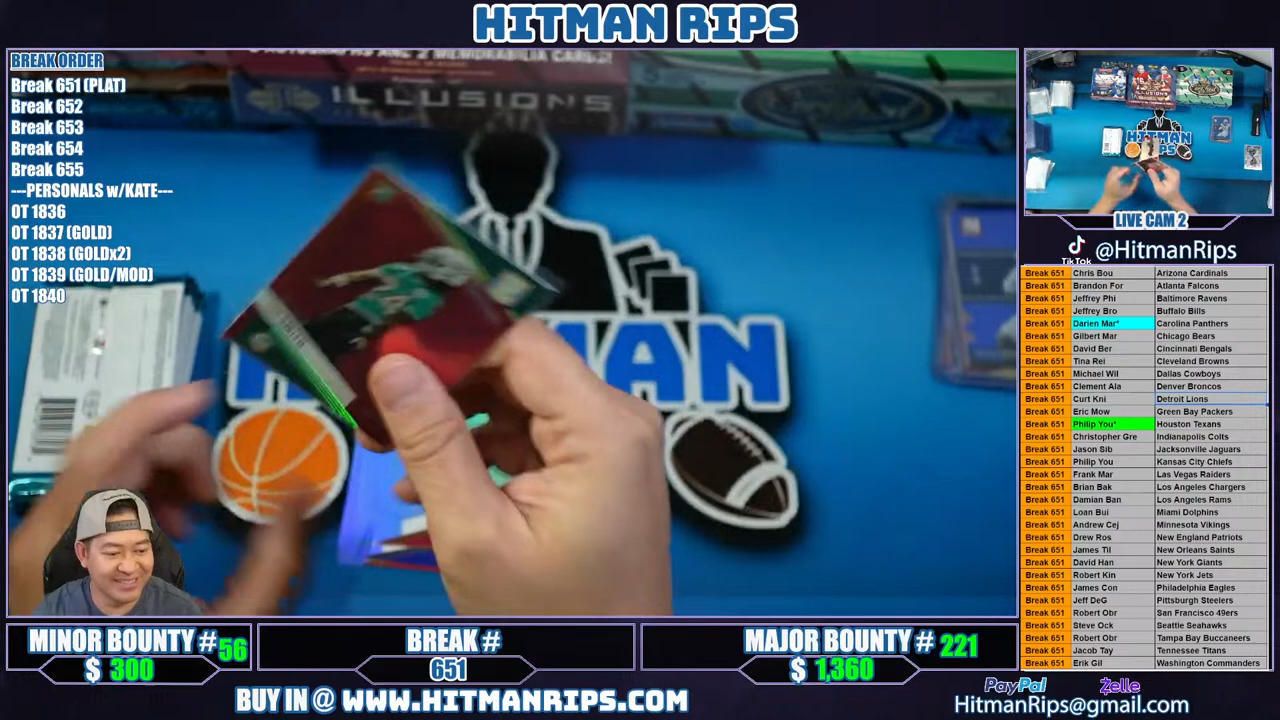 HITMAN RIPS
BREAK ORDER
Break 651 (PLAT)
Break 652
Break 653
Break 654
Break 655
---PERSONALS w/KATE---
OT 1836
OT 1837 (GOLD)
OT 1838 (GOLDx2)
OT 1839 (GOLD/MOD)
OT 1840
AUTOGRAPHS AND 2 MEMORABILIA CARDS!
ILLUSIONS
MAN
HITMAN
LIVE CAM 2
TikTok
@HitmanRips
Break 651 Chris Bou Arizona Cardinals
Break 651 Brandon For Atlanta Falcons
Break 651 Jeffrey Phi Baltimore Ravens
Break 651 Jeffrey Bro Buffalo Bills
Break 651 Darien Mar* Carolina Panthers
Break 651 Gilbert Mar Chicago Bears
Break 651 David Ber Cincinnati Bengals
Break 651 Tina Rei Cleveland Browns
Break 651 Michael Wil Dallas Cowboys
Break 651 Clement Ala Denver Broncos
Break 651 Curt Kni Detroit Lions
Break 651 Eric Mow Green Bay Packers
Break 651 Philip You* Houston Texans
Break 651 Christopher Gre Indianapolis Colts
Break 651 Jason Sib Jacksonville Jaguars
Break 651 Philip You Kansas City Chiefs
Break 651 Frank Mar Las Vegas Raiders
Break 651 Brian Bak Los Angeles Chargers
Break 651 Damian Ban Los Angeles Rams
Break 651 Loan Bui Miami Dolphins
Break 651 Andrew Cej Minnesota Vikings
Break 651 Drew Ros New England Patriots
Break 651 James Til New Orleans Saints
Break 651 David Han New York Giants
Break 651 Robert Kin New York Jets
Break 651 James Con Philadelphia Eagles
Break 651 Jeff DeG Pittsburgh Steelers
Break 651 Robert Obr San Francisco 49ers
Break 651 Steve Ock Seattle Seahawks
Break 651 Robert Obr Tampa Bay Buccaneers
Break 651 Jacob Tay Tennessee Titans
Break 651 Erik Gil Washington Commanders
MINOR BOUNTY # 56
$ 300
BREAK #
651
MAJOR BOUNTY # 221
$ 1,360
BUY IN @ WWW.HITMANRIPS.COM
PayPal Zelle
HitmanRips@gmail.com